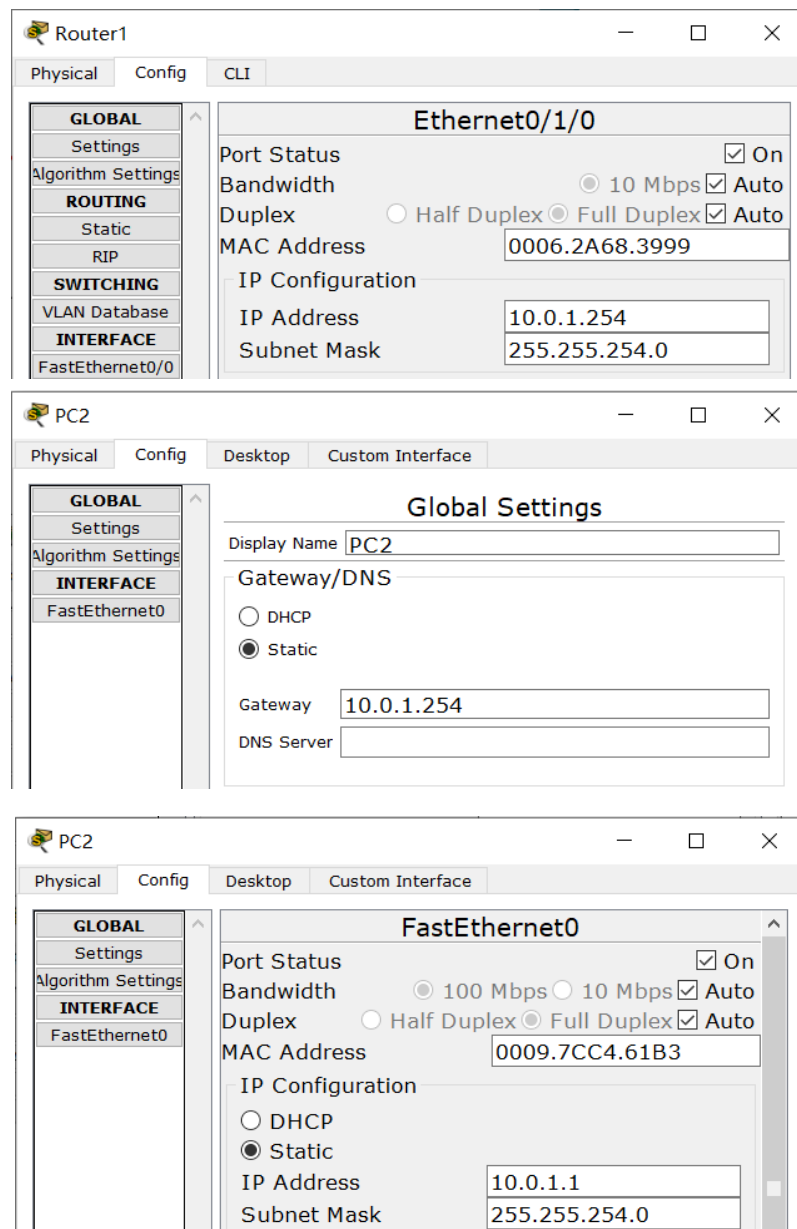 Router1
Physical Config CLI
GLOBAL
Settings
Algorithm Settings
ROUTING
Static
RIP
SWITCHING
VLAN Database
INTERFACE
FastEthernet0/0
Ethernet0/1/0
Port Status On
Bandwidth 10 Mbps Auto
Duplex Half Duplex Full Duplex Auto
MAC Address 0006.2A68.3999
IP Configuration
IP Address 10.0.1.254
Subnet Mask 255.255.254.0
PC2
Physical Config Desktop Custom Interface
GLOBAL
Settings
Algorithm Settings
INTERFACE
FastEthernet0
Global Settings
Display Name PC2
Gateway/DNS
DHCP
Static
Gateway 10.0.1.254
DNS Server
PC2
Physical Config Desktop Custom Interface
GLOBAL
Settings
Algorithm Settings
INTERFACE
FastEthernet0
FastEthernet0
Port Status On
Bandwidth 100 Mbps 10 Mbps Auto
Duplex Half Duplex Full Duplex Auto
MAC Address 0009.7CC4.61B3
IP Configuration
DHCP
Static
IP Address 10.0.1.1
Subnet Mask 255.255.254.0